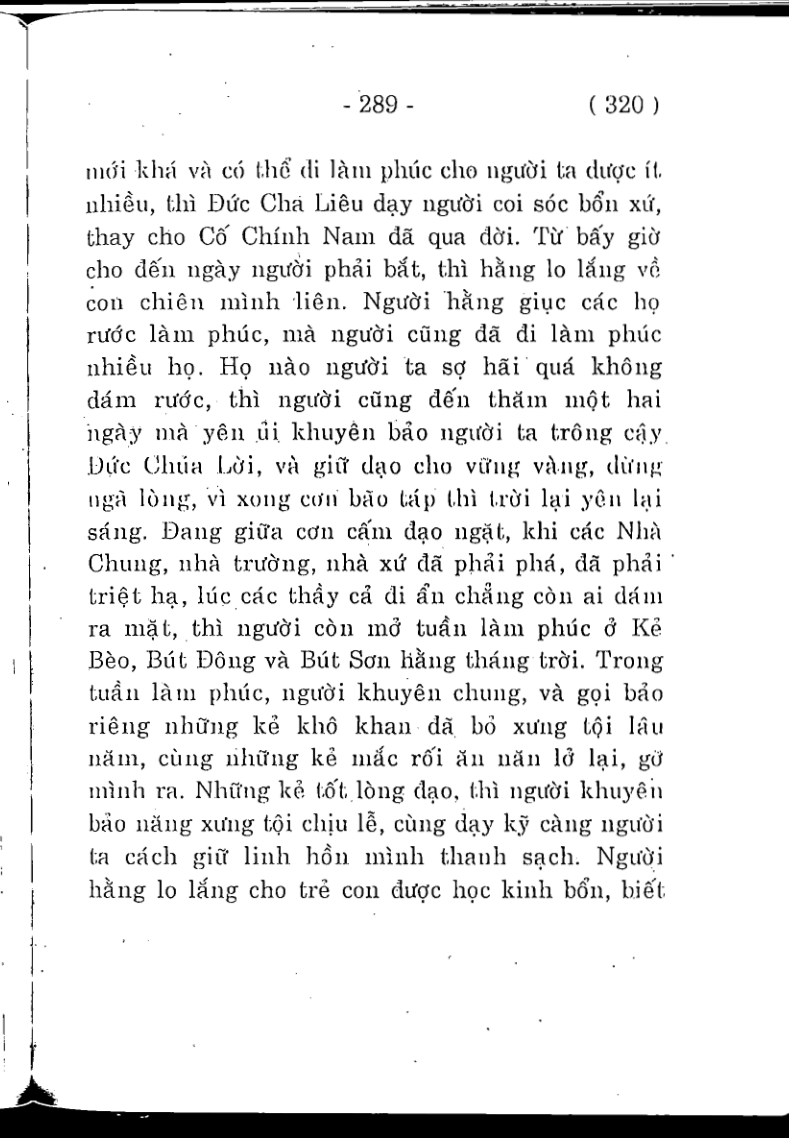 - 289 - ( 320 )
mới khá và có thể đi làm phúc cho người ta được ít
nhiều, thì Đức Cha Liêu dạy người coi sóc bổn xứ,
thay cho Cố Chính Nam đã qua đời. Từ bấy giờ
cho đến ngày người phải bắt, thì hằng lo lắng về
con chiên mình liên. Người hằng giục các họ
rước làm phúc, mà người cũng đã đi làm phúc
nhiều họ. Họ nào người ta sợ hãi quá không
dám rước, thì người cũng đến thăm một hai
ngày mà yên ủi khuyên bảo người ta trông cậy
Đức Chúa Lời, và giữ đạo cho vững vàng, đừng
ngã lòng, vì xong cơn bão táp thì trời lại yên lại
sáng. Đang giữa cơn cấm đạo ngặt, khi các Nhà
Chung, nhà trường, nhà xứ đã phải phá, đã phải
triệt hạ, lúc các thầy cả đi ẩn chẳng còn ai dám
ra mặt, thì người còn mở tuần làm phúc ở Kẻ
Bèo, Bút Đông và Bút Sơn hằng tháng trời. Trong
tuần làm phúc, người khuyên chung, và gọi bảo
riêng những kẻ khô khan đã bỏ xưng tội lâu
năm, cùng những kẻ mắc rối ăn năn lở lại, gỡ
mình ra. Những kẻ tốt lòng đạo, thì người khuyên
bảo năng xưng tội chịu lễ, cùng dạy kỹ càng người
ta cách giữ linh hồn mình thanh sạch. Người
hằng lo lắng cho trẻ con được học kinh bổn, biết